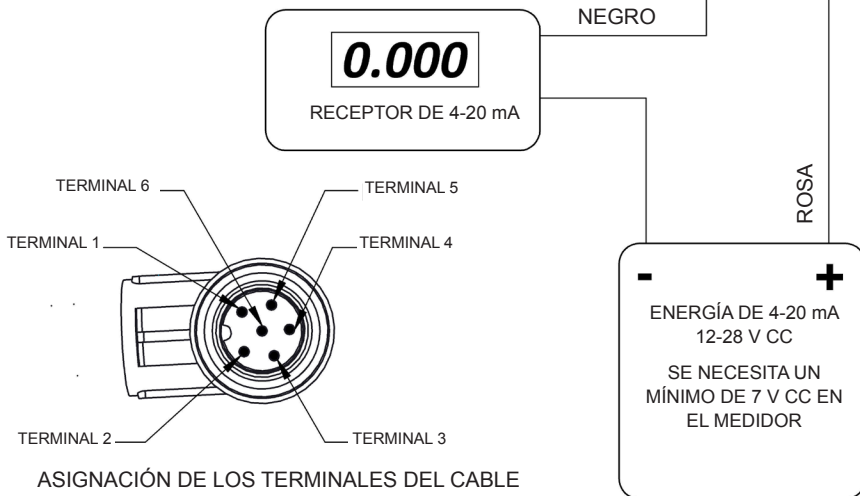 NEGRO
0.000
RECEPTOR DE 4-20 mA
TERMINAL 6
TERMINAL 5
TERMINAL 1
TERMINAL 4
TERMINAL 2
TERMINAL 3
ASIGNACIÓN DE LOS TERMINALES DEL CABLE
ROSA
- +
ENERGÍA DE 4-20 mA
12-28 V CC
SE NECESITA UN
MÍNIMO DE 7 V CC EN
EL MEDIDOR